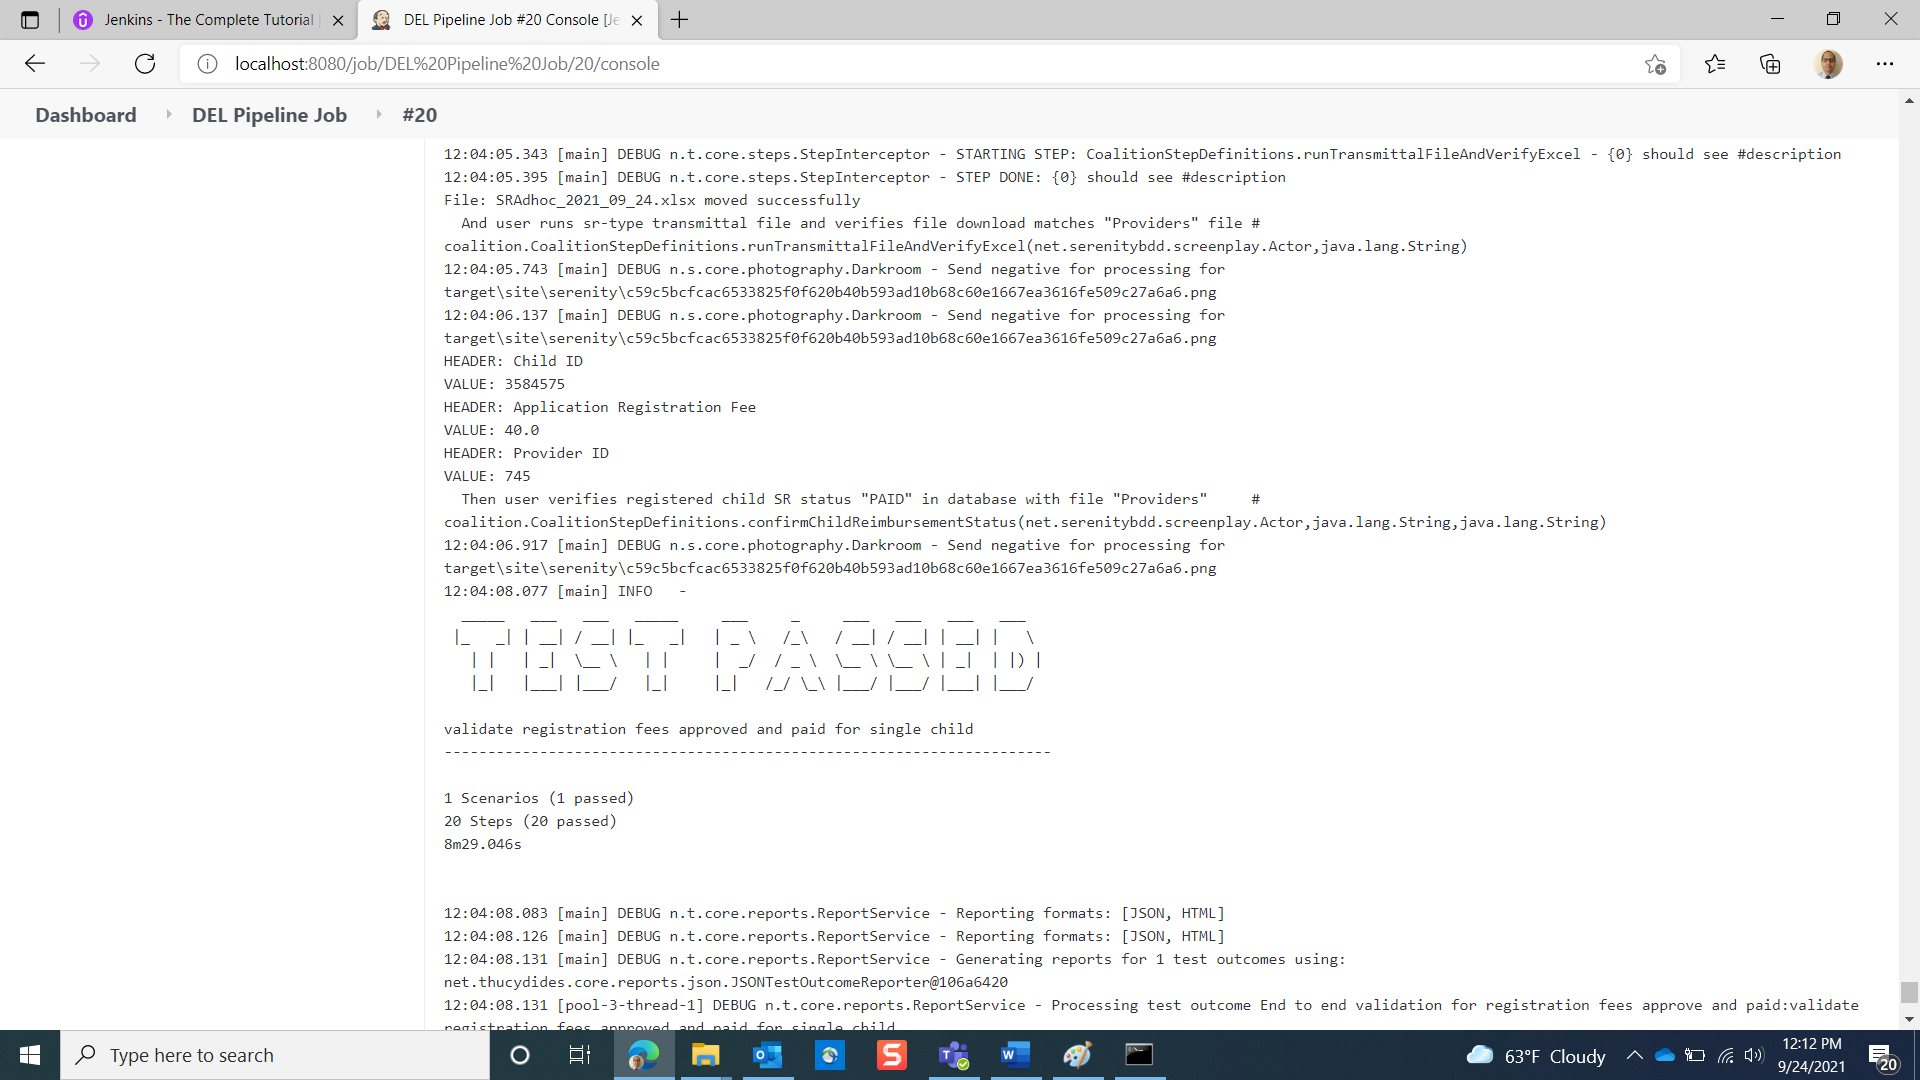 Jenkins - The Complete Tutorial
DEL Pipeline Job #20 Console [Je
localhost:8080/job/DEL%20Pipeline%20Job/20/console
Dashboard DEL Pipeline Job #20
12:04:05.343 [main] DEBUG n.t.core.steps.StepInterceptor - STARTING STEP: CoalitionStepDefinitions.runTransmittalFileAndVerifyExcel - {0} should see #description
12:04:05.395 [main] DEBUG n.t.core.steps.StepInterceptor - STEP DONE: {0} should see #description
File: SRAdhoc_2021_09_24.xlsx moved successfully
And user runs sr-type transmittal file and verifies file download matches "Providers" file #
coalition.CoalitionStepDefinitions.runTransmittalFileAndVerifyExcel(net.serenitybdd.screenplay.Actor,java.lang.String)
12:04:05.743 [main] DEBUG n.s.core.photography.Darkroom - Send negative for processing for
target\site\serenity\c59c5bcfcac6533825f0f620b40b593ad10b68c60e1667ea3616fe509c27a6a6.png
12:04:06.137 [main] DEBUG n.s.core.photography.Darkroom - Send negative for processing for
target\site\serenity\c59c5bcfcac6533825f0f620b40b593ad10b68c60e1667ea3616fe509c27a6a6.png
HEADER: Child ID
VALUE: 3584575
HEADER: Application Registration Fee
VALUE: 40.0
HEADER: Provider ID
VALUE: 745
Then user verifies registered child SR status "PAID" in database with file "Providers" #
coalition.CoalitionStepDefinitions.confirmChildReimbursementStatus(net.serenitybdd.screenplay.Actor,java.lang.String,java.lang.String)
12:04:06.917 [main] DEBUG n.s.core.photography.Darkroom - Send negative for processing for
target\site\serenity\c59c5bcfcac6533825f0f620b40b593ad10b68c60e1667ea3616fe509c27a6a6.png
12:04:08.077 [main] INFO -
TEST PASSED
validate registration fees approved and paid for single child
----------------------------------------------------------------------
1 Scenarios (1 passed)
20 Steps (20 passed)
8m29.046s
12:04:08.083 [main] DEBUG n.t.core.reports.ReportService - Reporting formats: [JSON, HTML]
12:04:08.126 [main] DEBUG n.t.core.reports.ReportService - Reporting formats: [JSON, HTML]
12:04:08.131 [main] DEBUG n.t.core.reports.ReportService - Generating reports for 1 test outcomes using:
net.thucydides.core.reports.json.JSONTestOutcomeReporter@106a6420
12:04:08.131 [pool-3-thread-1] DEBUG n.t.core.reports.ReportService - Processing test outcome End to end validation for registration fees approve and paid:validate
registration fees approved and paid for single child
Type here to search
63°F Cloudy
12:12 PM
9/24/2021
20